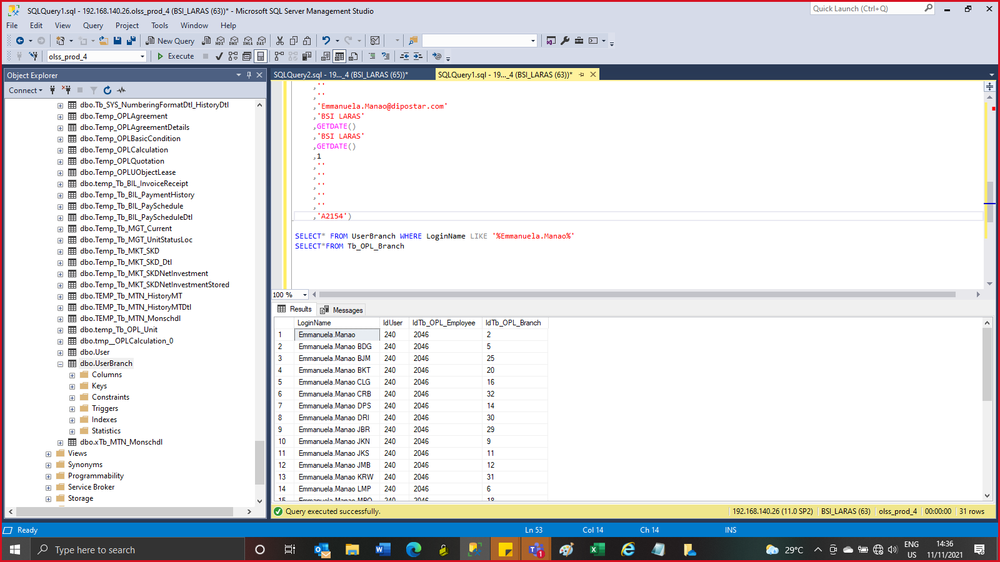 SQLQuery1.sql - 192.168.140.26.olss_prod_4 (BSI_LARAS (63))* - Microsoft SQL Server Management Studio
Quick Launch (Ctrl+Q)
File Edit View Query Project Tools Window Help
New Query
MDX DMX XMLA DAX
olss_prod_4
Execute
Object Explorer
SQLQuery2.sql - 19..._4 (BSI_LARAS (65))*
SQLQuery1.sql - 19..._4 (BSI_LARAS (63))*
Connect
dbo.Tb_SYS_NumberingFormatDtl_HistoryDtl
dbo.Temp_OPLAgreement
dbo.Temp_OPLAgreementDetails
dbo.Temp_OPLBasicCondition
dbo.Temp_OPLCalculation
dbo.Temp_OPLQuotation
dbo.Temp_OPLUObjectLease
dbo.temp_Tb_BIL_InvoiceReceipt
dbo.Temp_Tb_BIL_PaymentHistory
dbo.Temp_Tb_BIL_PaySchedule
dbo.Temp_Tb_BIL_PayScheduleDtl
dbo.Temp_Tb_MGT_Current
dbo.Temp_Tb_MGT_UnitStatusLoc
dbo.Temp_Tb_MKT_SKD
dbo.Temp_Tb_MKT_SKD_Dtl
dbo.Temp_Tb_MKT_SKDNetInvestment
dbo.Temp_Tb_MKT_SKDNetInvestmentStored
dbo.TEMP_Tb_MTN_HistoryMT
dbo.TEMP_Tb_MTN_HistoryMTDtl
dbo.TEMP_Tb_MTN_Monschdl
dbo.temp_Tb_OPL_Unit
dbo.tmp__OPLCalculation_0
dbo.User
dbo.UserBranch
Columns
Keys
Constraints
Triggers
Indexes
Statistics
dbo.xTb_MTN_Monschdl
Views
Synonyms
Programmability
Service Broker
Storage
,''
,''
,'Emmanuela.Manao@dipostar.com'
,'BSI LARAS'
,GETDATE()
,'BSI LARAS'
,GETDATE()
,1
,''
,''
,''
,''
,''
,'A2154')
SELECT* FROM UserBranch WHERE LoginName LIKE '%Emmanuela.Manao%'
SELECT*FROM Tb_OPL_Branch
100 %
Results Messages
LoginName IdUser IdTb_OPL_Employee IdTb_OPL_Branch
1 Emmanuela.Manao 240 2046 2
2 Emmanuela.Manao BDG 240 2046 5
3 Emmanuela.Manao BJM 240 2046 25
4 Emmanuela.Manao BKT 240 2046 20
5 Emmanuela.Manao CLG 240 2046 16
6 Emmanuela.Manao CRB 240 2046 32
7 Emmanuela.Manao DPS 240 2046 14
8 Emmanuela.Manao DRI 240 2046 30
9 Emmanuela.Manao JBR 240 2046 29
10 Emmanuela.Manao JKN 240 2046 9
11 Emmanuela.Manao JKS 240 2046 11
12 Emmanuela.Manao JMB 240 2046 12
13 Emmanuela.Manao KRW 240 2046 31
14 Emmanuela.Manao LMP 240 2046 6
15 Emmanuela.Manao 240 2046 18
Query executed successfully.
192.168.140.26 (11.0 SP2) BSI_LARAS (63) olss_prod_4 00:00:00 31 rows
Ready
Ln 53 Col 14 Ch 14 INS
Type here to search
1
29°C
ENG
US
14:36
11/11/2021